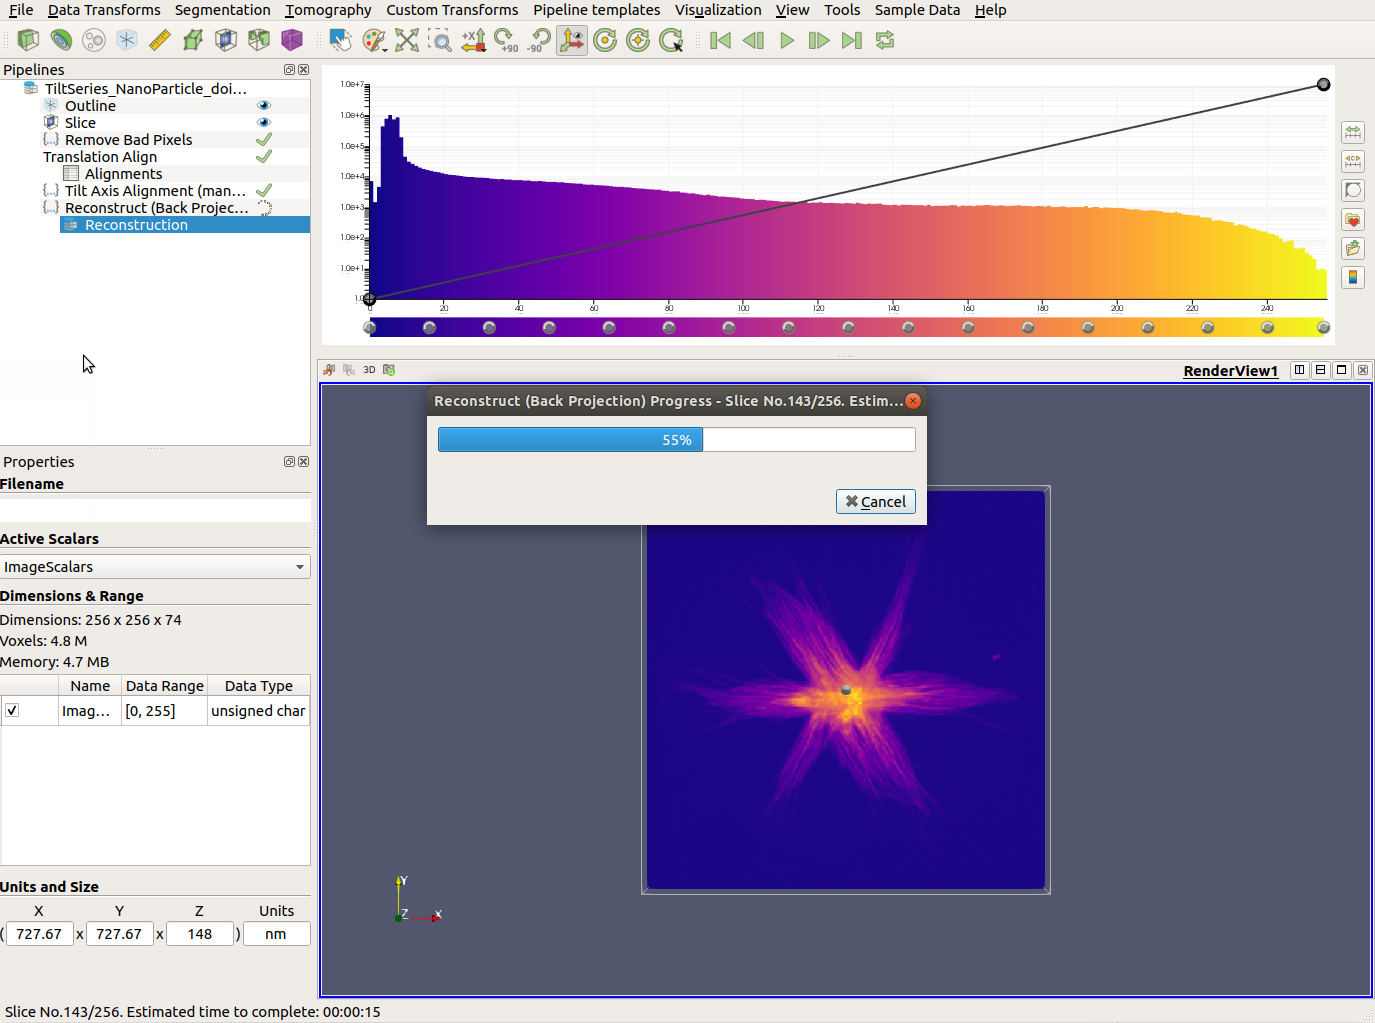 File Data Transforms Segmentation Tomography Custom Transforms Pipeline templates Visualization View Tools Sample Data Help
+X +90 -90
Pipelines
TiltSeries_NanoParticle_doi...
Outline
Slice
{...} Remove Bad Pixels
Translation Align
Alignments
{...} Tilt Axis Alignment (man...
{...} Reconstruct (Back Projec...
Reconstruction
1.0e+7
1.0e+6
1.0e+5
1.0e+4
1.0e+3
1.0e+2
1.0e+1
1.0
0 20 40 60 80 100 120 140 160 180 200 220 240
<C>
3D
RenderView1
Reconstruct (Back Projection) Progress - Slice No.143/256. Estim...
55%
Cancel
Properties
Filename
Active Scalars
ImageScalars
Dimensions & Range
Dimensions: 256 x 256 x 74
Voxels: 4.8 M
Memory: 4.7 MB
Name Data Range Data Type
Imag... [0, 255] unsigned char
Units and Size
X Y Z Units
( 727.67 x 727.67 x 148 ) nm
Y
Z X
Slice No.143/256. Estimated time to complete: 00:00:15